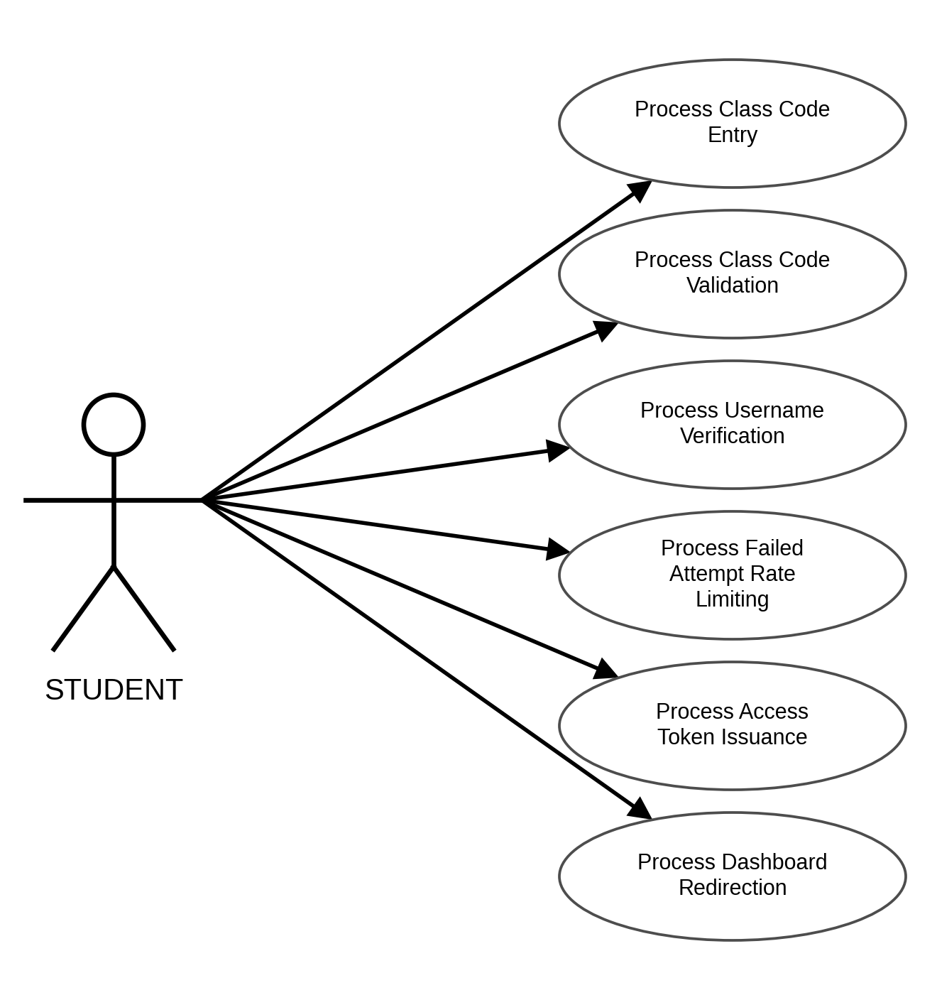 Process Class Code
Entry
Process Class Code
Validation
Process Username
Verification
Process Failed
Attempt Rate
Limiting
STUDENT
Process Access
Token Issuance
Process Dashboard
Redirection